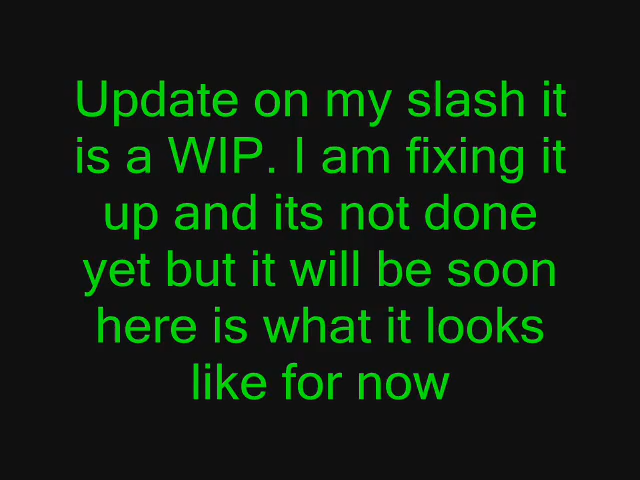 Update on my slash it
is a WIP. I am fixing it
up and its not done
yet but it will be soon
here is what it looks
like for now